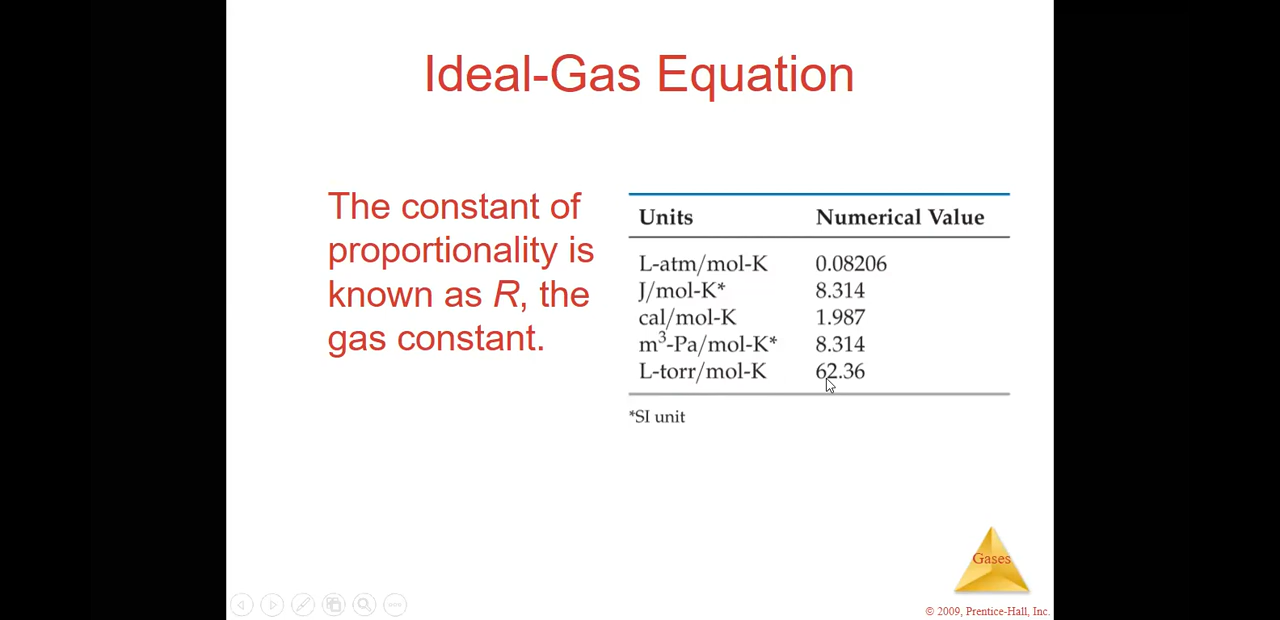 Ideal-Gas Equation
The constant of
proportionality is
known as R, the
gas constant.
Units Numerical Value
L-atm/mol-K 0.08206
J/mol-K* 8.314
cal/mol-K 1.987
m³-Pa/mol-K* 8.314
L-torr/mol-K 62.36
*SI unit
Gases
© 2009, Prentice-Hall, Inc.